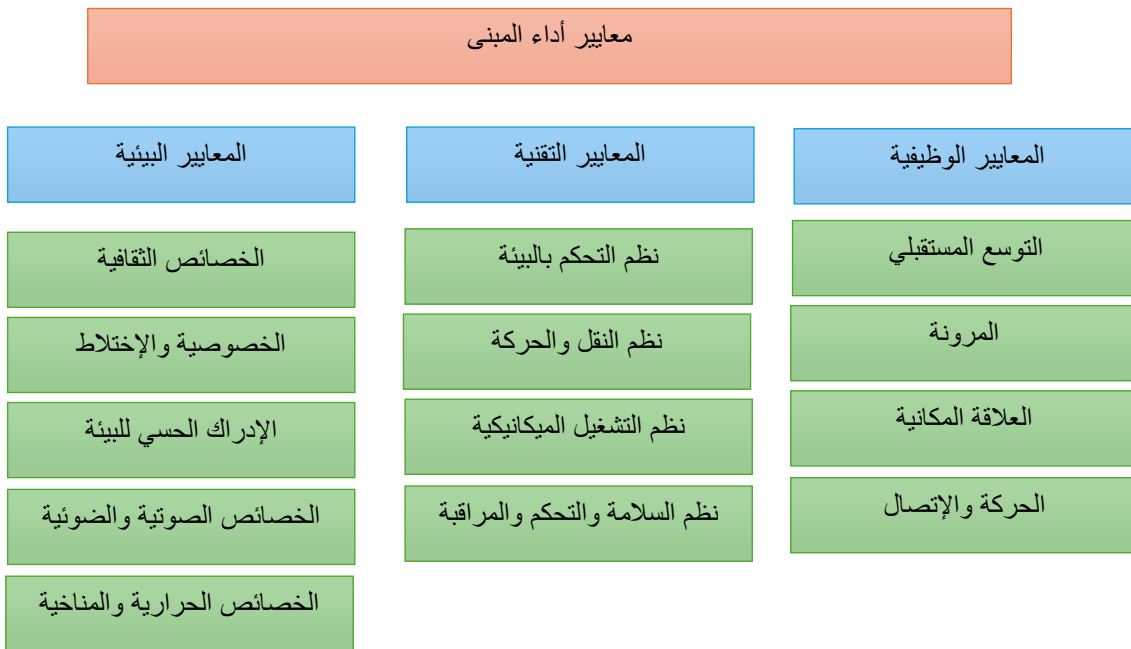 معايير أداء المبنى
المعايير الوظيفية
التوسع المستقبلي
المرونة
العلاقة المكانية
الحركة والإتصال
المعايير التقنية
نظم التحكم بالبيئة
نظم النقل والحركة
نظم التشغيل الميكانيكية
نظم السلامة والتحكم والمراقبة
المعايير البيئية
الخصائص الثقافية
الخصوصية والإختلاط
الإدراك الحسي للبيئة
الخصائص الصوتية والضوئية
الخصائص الحرارية والمناخية